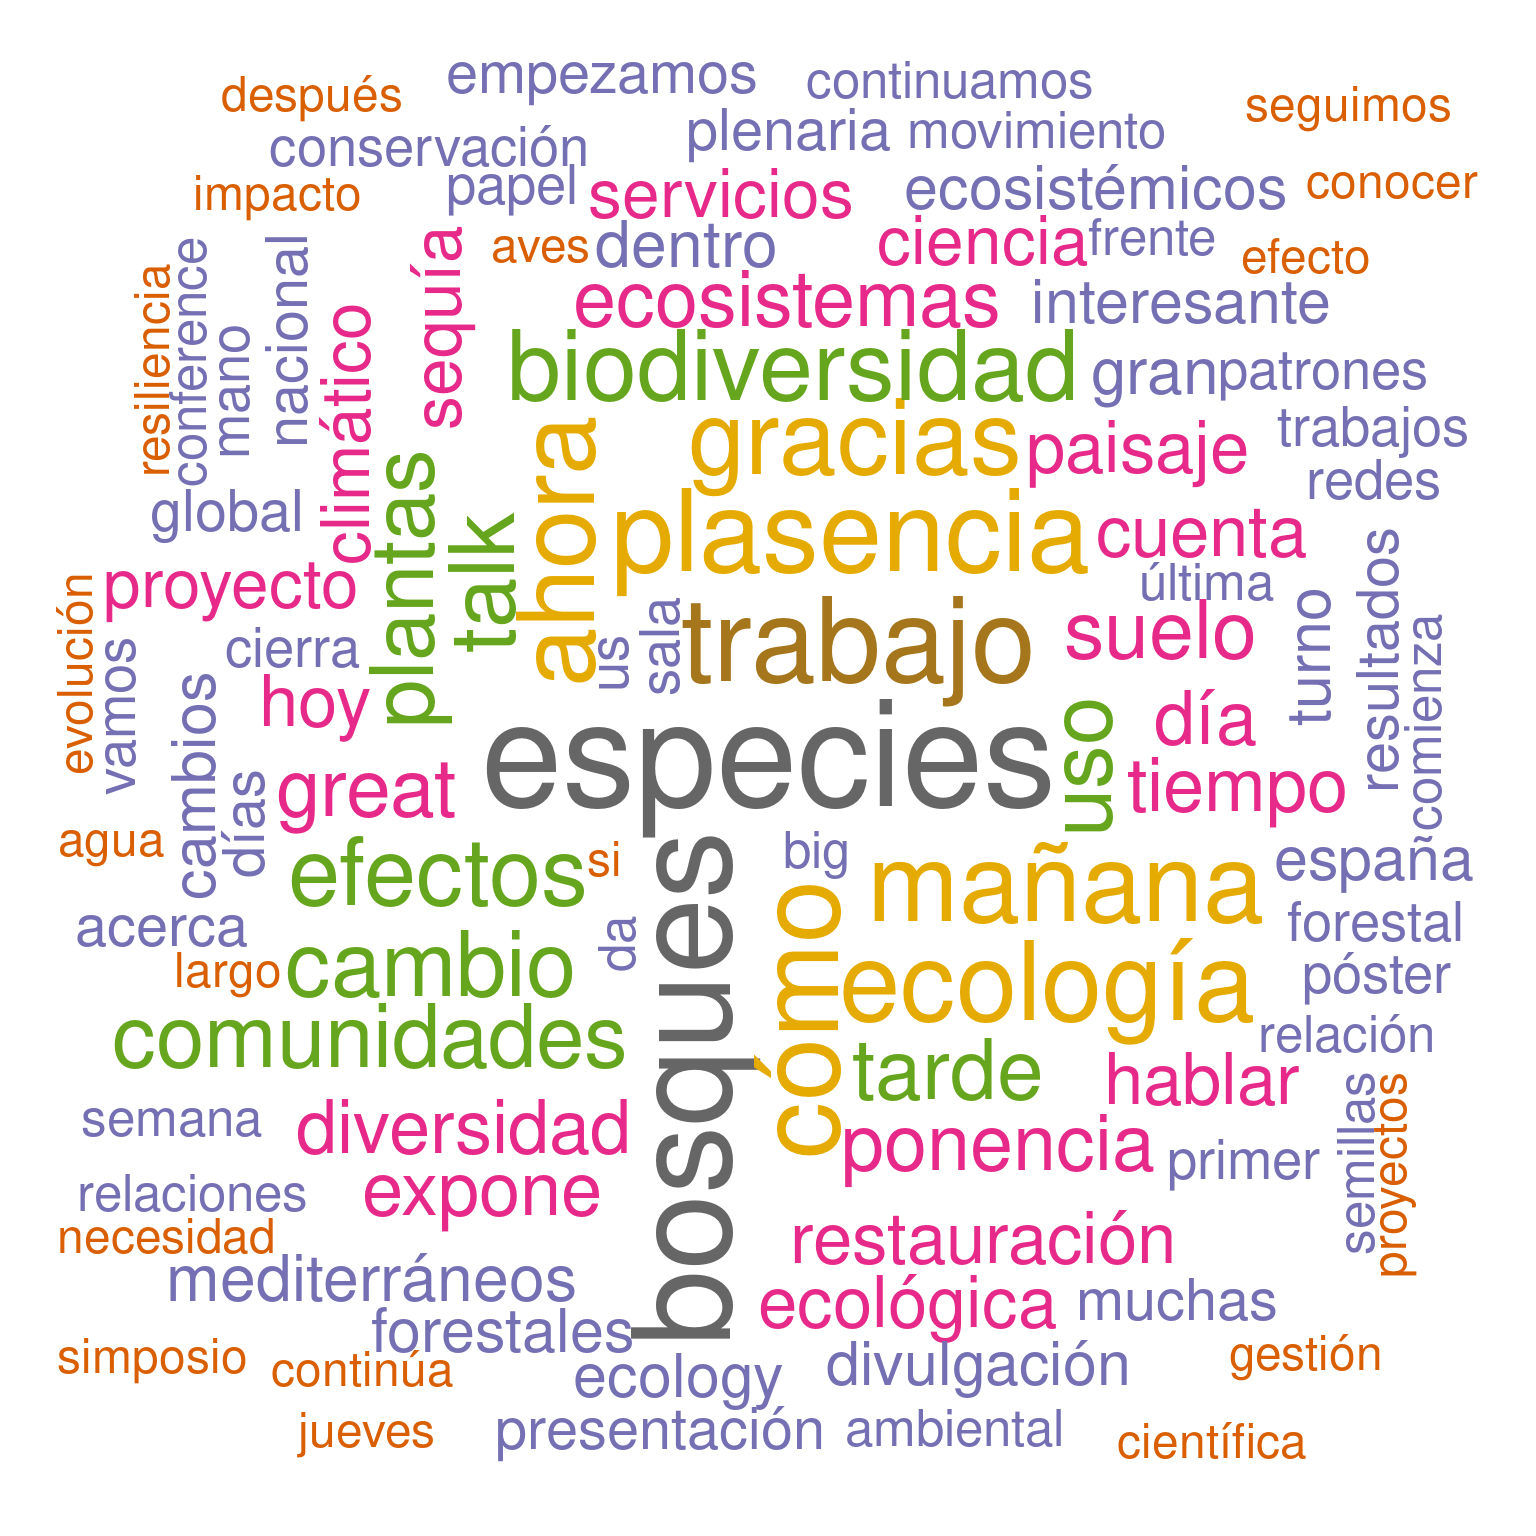 empezamos
continuamos
después
seguimos
plenaria
movimiento
conservación
impacto
papel
servicios
ecosistémicos
conocer
aves
dentro
ciencia
frente
efecto
resiliencia
conference
mano
nacional
climático
sequía
ecosistemas
interesante
biodiversidad
gran
patrones
gracias
paisaje
trabajos
redes
global
plantas
talk
ahora
plasencia
cuenta
última
proyecto
evolución
vamos
cierra
cambios
hoy
us
sala
trabajo
suelo
turno
resultados
comienza
días
great
especies
uso
día
tiempo
agua
efectos
si
big
mañana
españa
acerca
largo
cambio
da
bosques
cómo
ecología
forestal
póster
comunidades
tarde
relación
hablar
semana
diversidad
ponencia
primer
semillas
proyectos
relaciones
expone
necesidad
restauración
mediterráneos
ecológica
muchas
forestales
simposio
continúa
ecology
divulgación
gestión
jueves
presentación
ambiental
científica